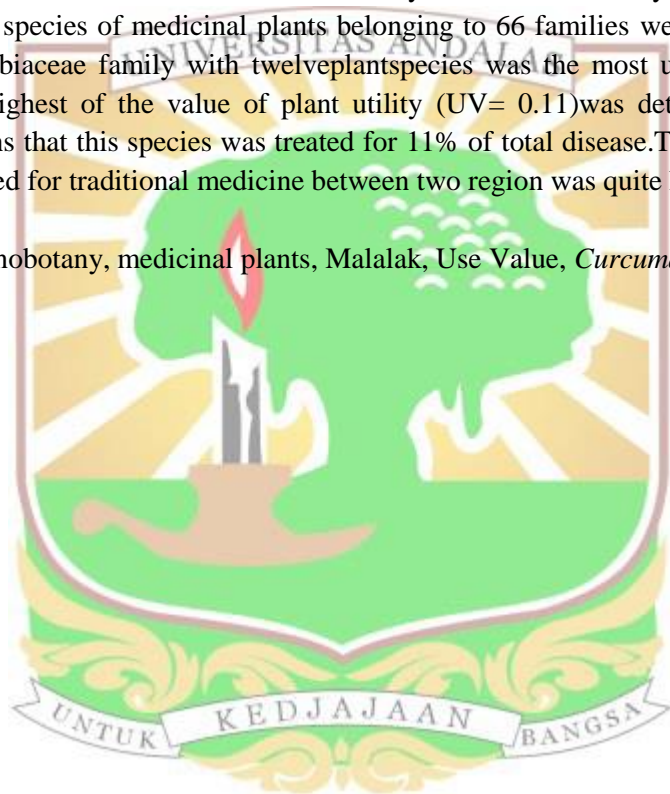 species of medicinal plants belonging to 66 families we
UNIVERSITAS ANDALAS
biaceae family with twelveplantspecies was the most u
ighest of the value of plant utility (UV= 0.11)was det
ns that this species was treated for 11% of total disease.T
ed for traditional medicine between two region was quite
nobotany, medicinal plants, Malalak, Use Value, Curcuma
UNTUK KEDJAJAAN BANGSA